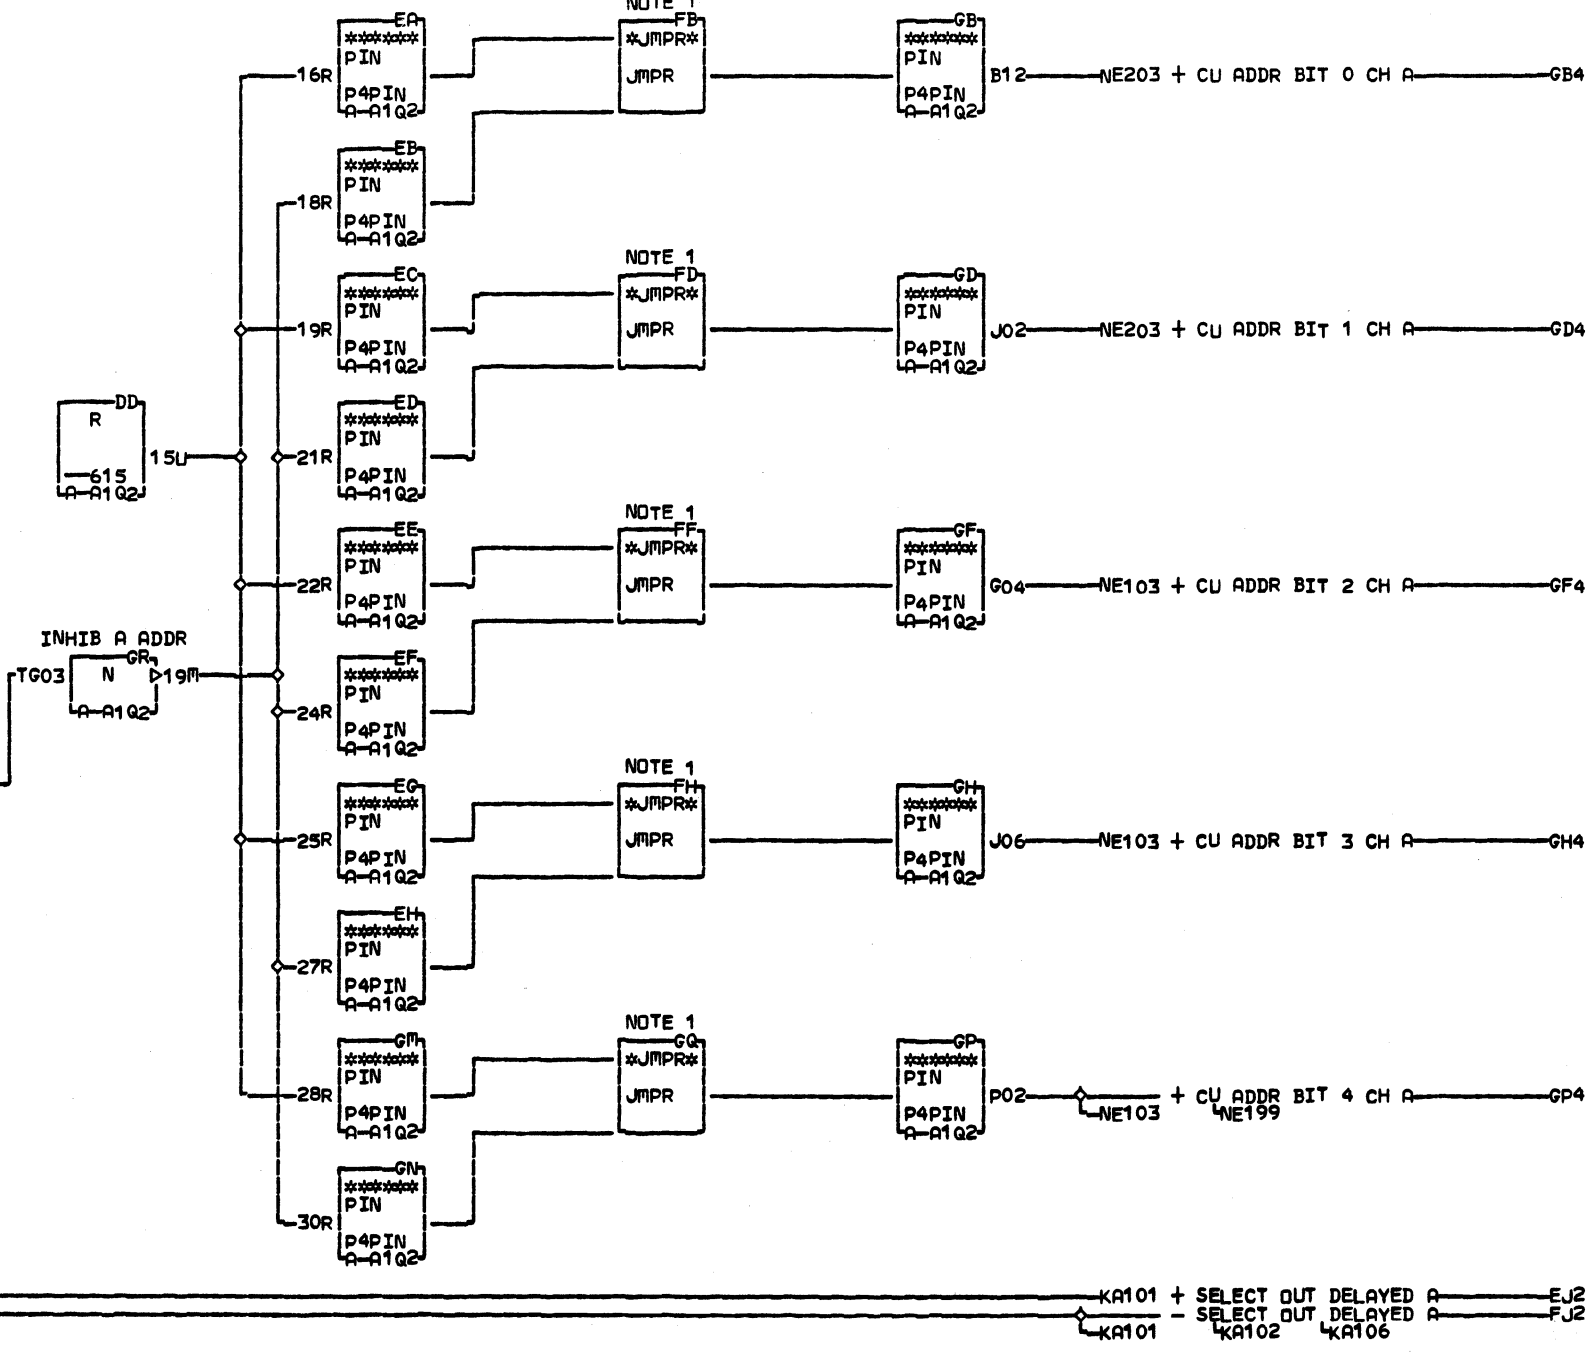 NOTE 1
EA FB GB
****** *JMPR* ******
PIN PIN
16R JMPR B12 NE203 + CU ADDR BIT 0 CH A GB4
P4PIN P4PIN
A-A1Q2 A-A1Q2
EB
******
PIN
18R
P4PIN
A-A1Q2
NOTE 1
EC FD GD
****** *JMPR* ******
PIN PIN
19R JMPR J02 NE203 + CU ADDR BIT 1 CH A GD4
P4PIN P4PIN
A-A1Q2 A-A1Q2
DD ED
R ******
PIN
15U 21R
615 P4PIN
A-A1Q2 A-A1Q2
NOTE 1
EE FF GF
****** *JMPR* ******
PIN PIN
22R JMPR G04 NE103 + CU ADDR BIT 2 CH A GF4
P4PIN P4PIN
A-A1Q2 A-A1Q2
INHIB A ADDR
GR EF
TG03 N 19M ******
PIN
A-A1Q2 24R
P4PIN
A-A1Q2
NOTE 1
EG FH GH
****** *JMPR* ******
PIN PIN
25R JMPR J06 NE103 + CU ADDR BIT 3 CH A GH4
P4PIN P4PIN
A-A1Q2 A-A1Q2
EH
******
PIN
27R
P4PIN
A-A1Q2
NOTE 1
GM GQ GP
****** *JMPR* ******
PIN PIN
28R JMPR P02 + CU ADDR BIT 4 CH A GP4
P4PIN P4PIN NE103 NE199
A-A1Q2 A-A1Q2
GN
******
PIN
30R
P4PIN
A-A1Q2
KA101 + SELECT OUT DELAYED A EJ2
- SELECT OUT DELAYED A FJ2
KA101 KA102 KA106